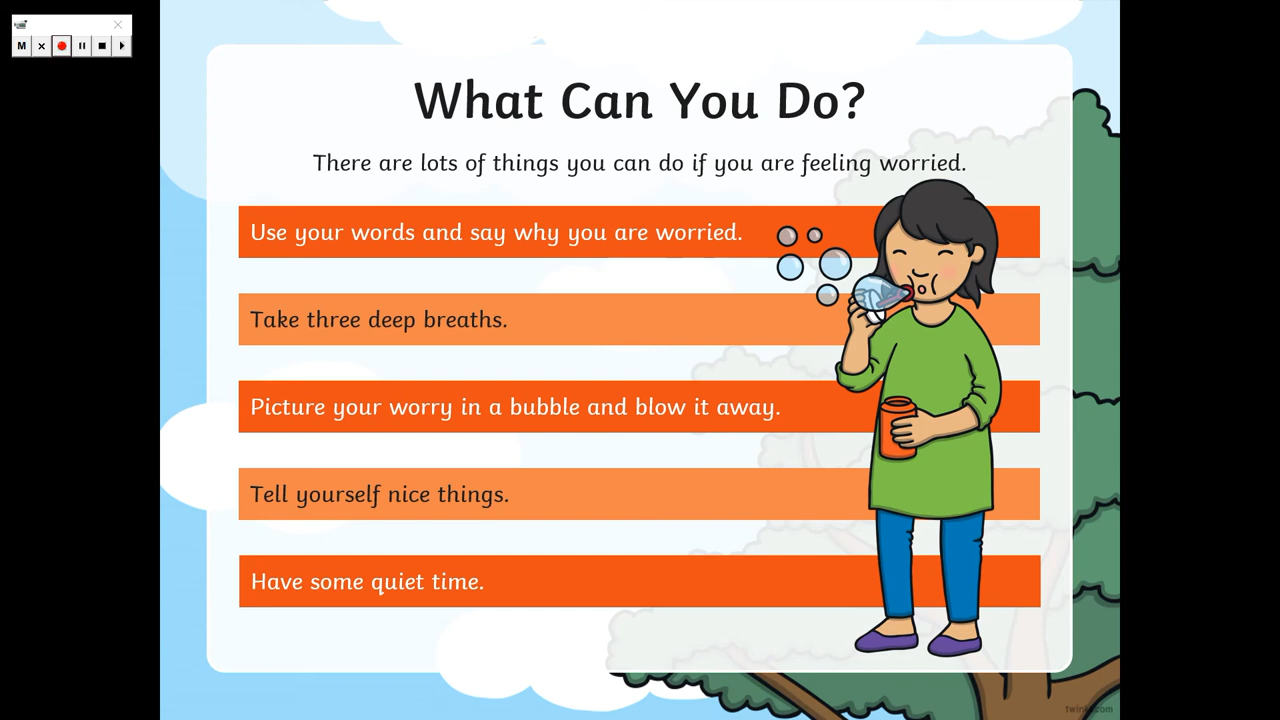 M
What Can You Do?
There are lots of things you can do if you are feeling worried.
Use your words and say why you are worried.
Take three deep breaths.
Picture your worry in a bubble and blow it away.
Tell yourself nice things.
Have some quiet time.